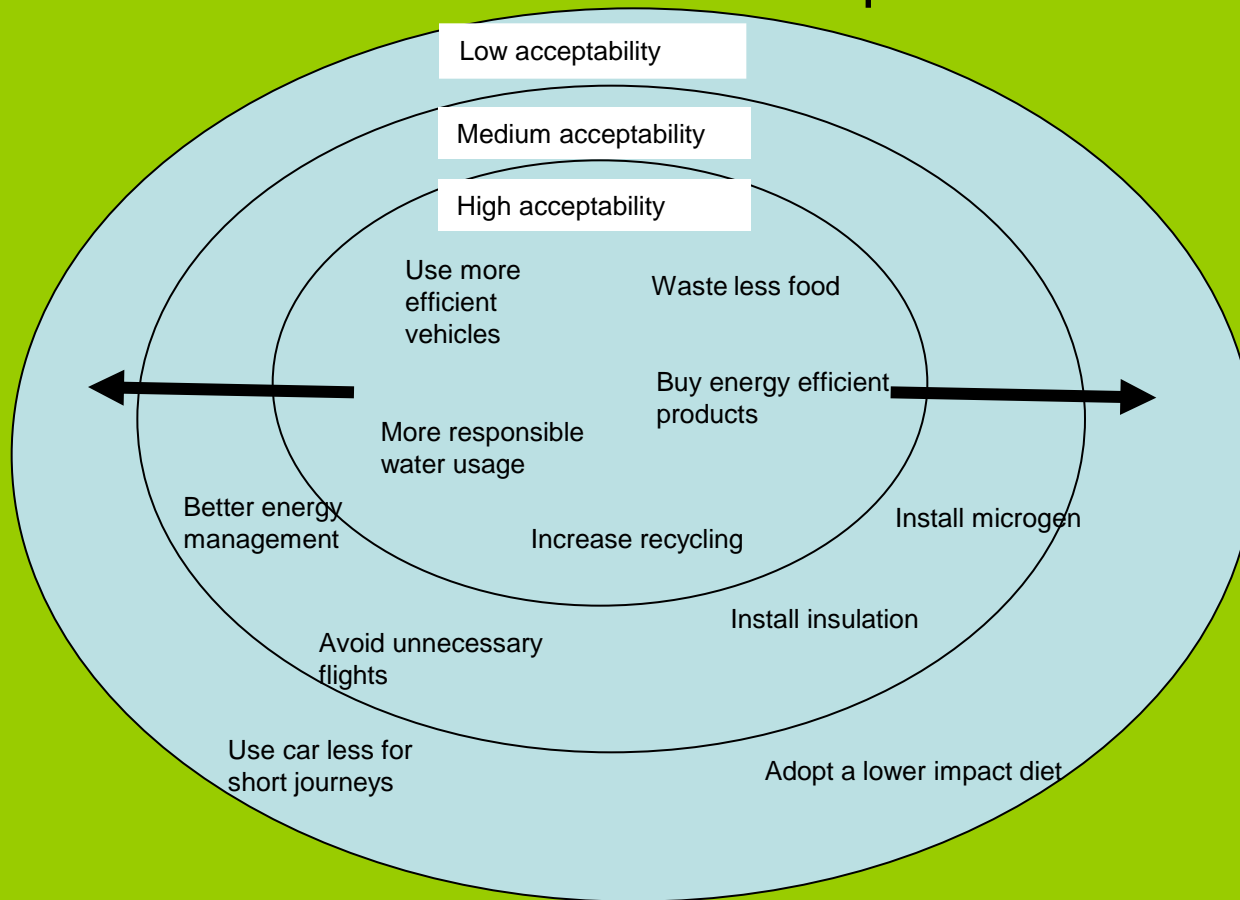 Low acceptability
Medium acceptability
High acceptability
Use more
efficient
vehicles
Waste less food
Buy energy efficient
products
More responsible
water usage
Better energy
management
Increase recycling
Install microgen
Install insulation
Avoid unnecessary
flights
Use car less for
short journeys
Adopt a lower impact diet